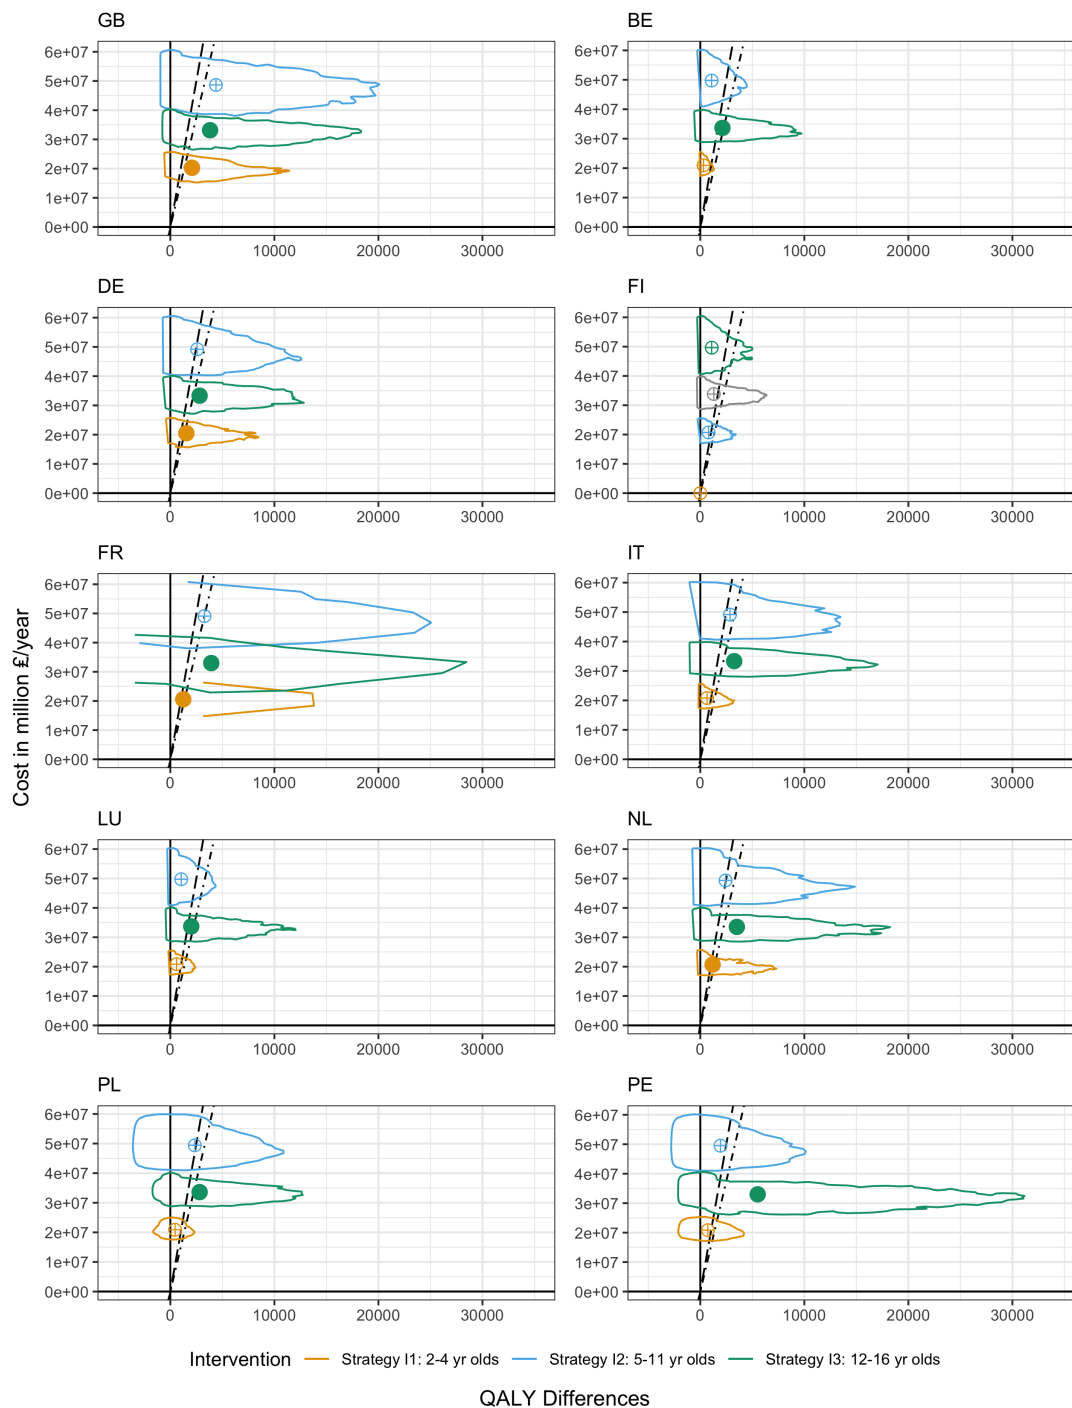 GB
6e+07
5e+07
4e+07
3e+07
2e+07
1e+07
0e+00
0 10000 20000 30000
BE
6e+07
5e+07
4e+07
3e+07
2e+07
1e+07
0e+00
0 10000 20000 30000
DE
6e+07
5e+07
4e+07
3e+07
2e+07
1e+07
0e+00
0 10000 20000 30000
FI
6e+07
5e+07
4e+07
3e+07
2e+07
1e+07
0e+00
0 10000 20000 30000
FR
6e+07
5e+07
4e+07
3e+07
2e+07
1e+07
0e+00
0 10000 20000 30000
IT
6e+07
5e+07
4e+07
3e+07
2e+07
1e+07
0e+00
0 10000 20000 30000
Cost in million £/year
LU
6e+07
5e+07
4e+07
3e+07
2e+07
1e+07
0e+00
0 10000 20000 30000
NL
6e+07
5e+07
4e+07
3e+07
2e+07
1e+07
0e+00
0 10000 20000 30000
PL
6e+07
5e+07
4e+07
3e+07
2e+07
1e+07
0e+00
0 10000 20000 30000
PE
6e+07
5e+07
4e+07
3e+07
2e+07
1e+07
0e+00
0 10000 20000 30000
Intervention Strategy I1: 2-4 yr olds Strategy I2: 5-11 yr olds Strategy I3: 12-16 yr olds
QALY Differences